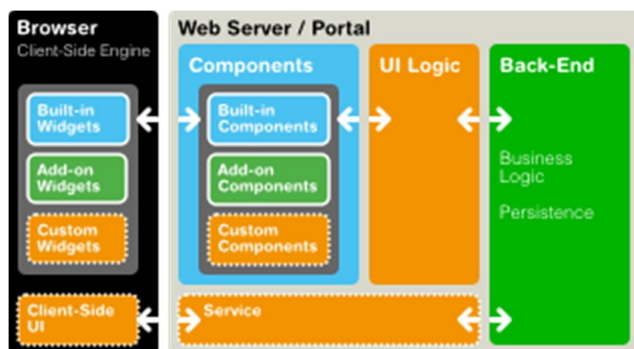 Browser
Client-Side Engine
Built-in
Widgets
Add-on
Widgets
Custom
Widgets
Client-Side
UI
Web Server / Portal
Components
Built-in
Components
Add-on
Components
Custom
Components
UI Logic
Back-End
Business
Logic
Persistence
Service